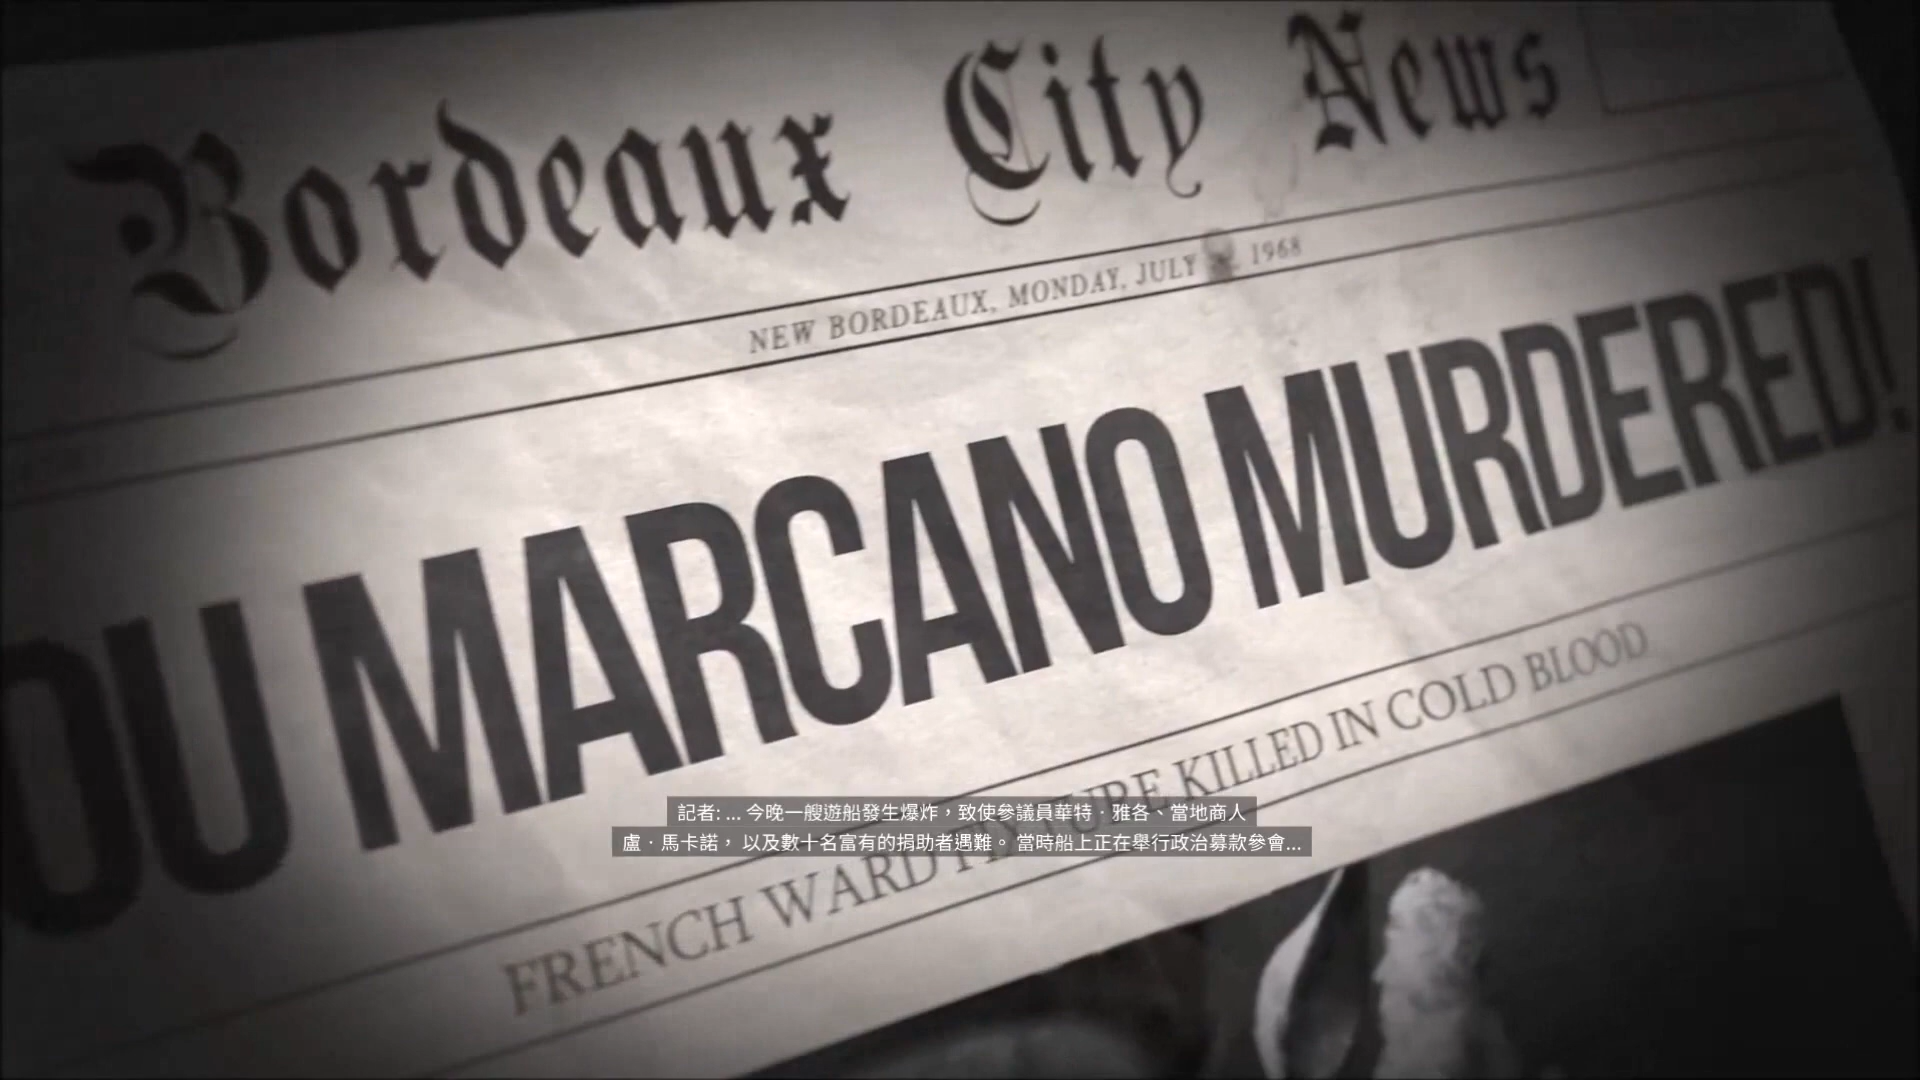 Bordeaux City News
NEW BORDEAUX, MONDAY, JULY 1968
OU MARCANO MURDERED!
FRENCH WARD FIXTURE KILLED IN COLD BLOOD
記者: ... 今晚一艘遊船發生爆炸，致使參議員華特．雅各、當地商人
盧．馬卡諾， 以及數十名富有的捐助者遇難。 當時船上正在舉行政治募款參會...